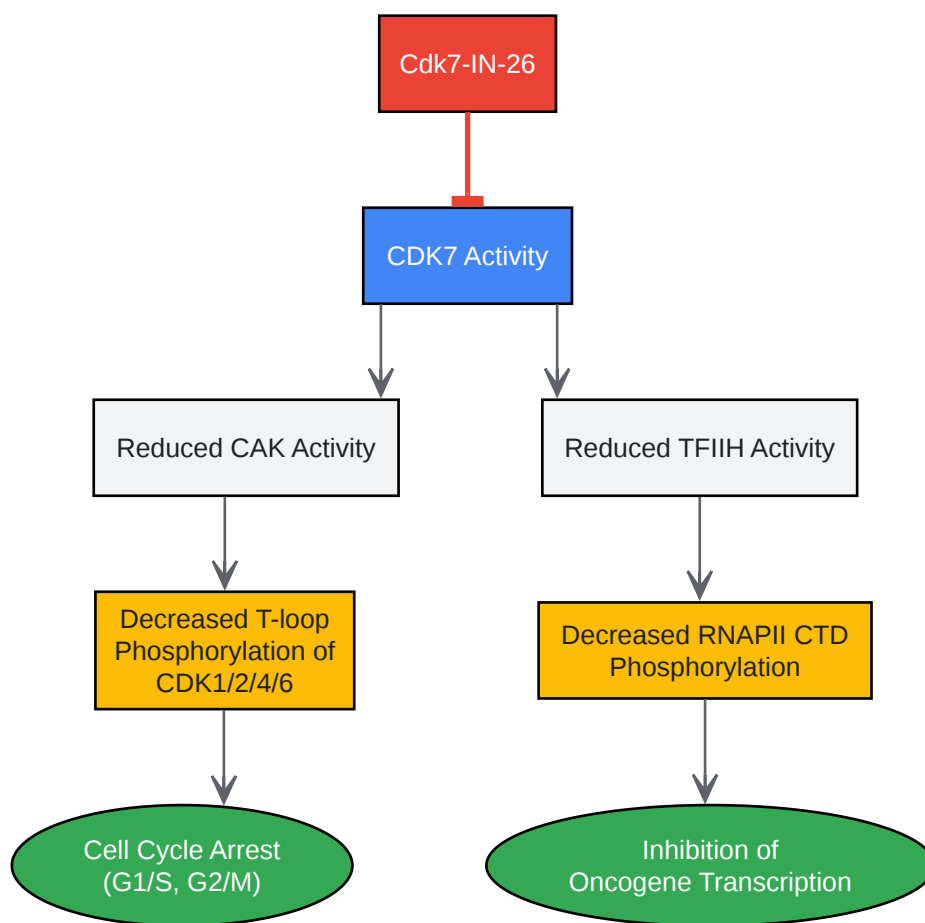 Cdk7-IN-26
CDK7 Activity
Reduced CAK Activity
Reduced TFIIH Activity
Decreased T-loop
Phosphorylation of
CDK1/2/4/6
Decreased RNAPII CTD
Phosphorylation
Cell Cycle Arrest
(G1/S, G2/M)
Inhibition of
Oncogene Transcription